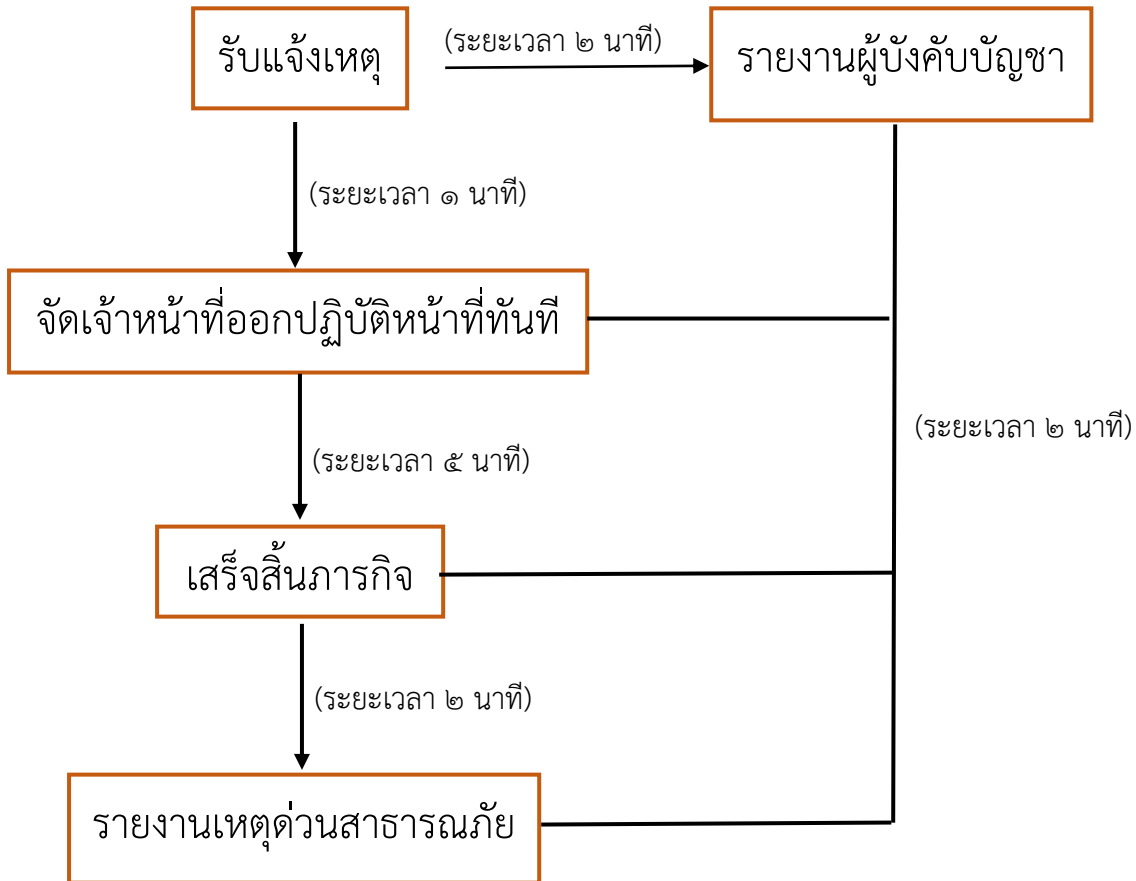 รับแจ้งเหตุ
(ระยะเวลา ๒ นาที)
รายงานผู้บังคับบัญชา
(ระยะเวลา ๑ นาที)
จัดเจ้าหน้าที่ออกปฏิบัติหน้าที่ทันที
(ระยะเวลา ๒ นาที)
(ระยะเวลา ๕ นาที)
เสร็จสิ้นภารกิจ
(ระยะเวลา ๒ นาที)
รายงานเหตุด่วนสาธารณภัย